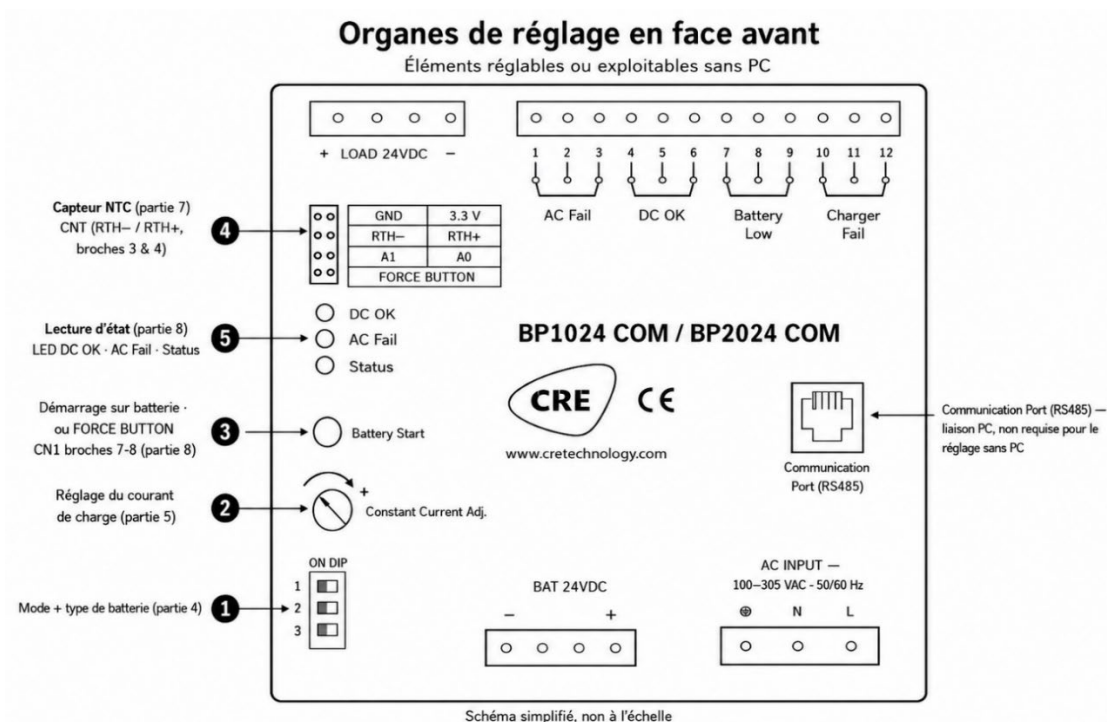 Organes de réglage en face avant
Éléments réglables ou exploitables sans PC
+ LOAD 24VDC −
1 2 3 4 5 6 7 8 9 10 11 12
AC Fail
DC OK
Battery
Low
Charger
Fail
Capteur NTC (partie 7)
CNT (RTH− / RTH+,
broches 3 & 4)
4
GND 3.3 V
RTH− RTH+
A1 A0
FORCE BUTTON
Lecture d'état (partie 8)
LED DC OK · AC Fail · Status
5
DC OK
AC Fail
Status
BP1024 COM / BP2024 COM
CRE CE
www.cretechnology.com
Démarrage sur batterie ·
ou FORCE BUTTON
CN1 broches 7-8 (partie 8)
3
Battery Start
Communication
Port (RS485)
Communication Port (RS485) —
liaison PC, non requise pour le
réglage sans PC
Réglage du courant
de charge (partie 5)
2
+
Constant Current Adj.
Mode + type de batterie (partie 4)
1
ON DIP
1
2
3
BAT 24VDC
− +
AC INPUT —
100–305 VAC - 50/60 Hz
N L
Schéma simplifié, non à l'échelle